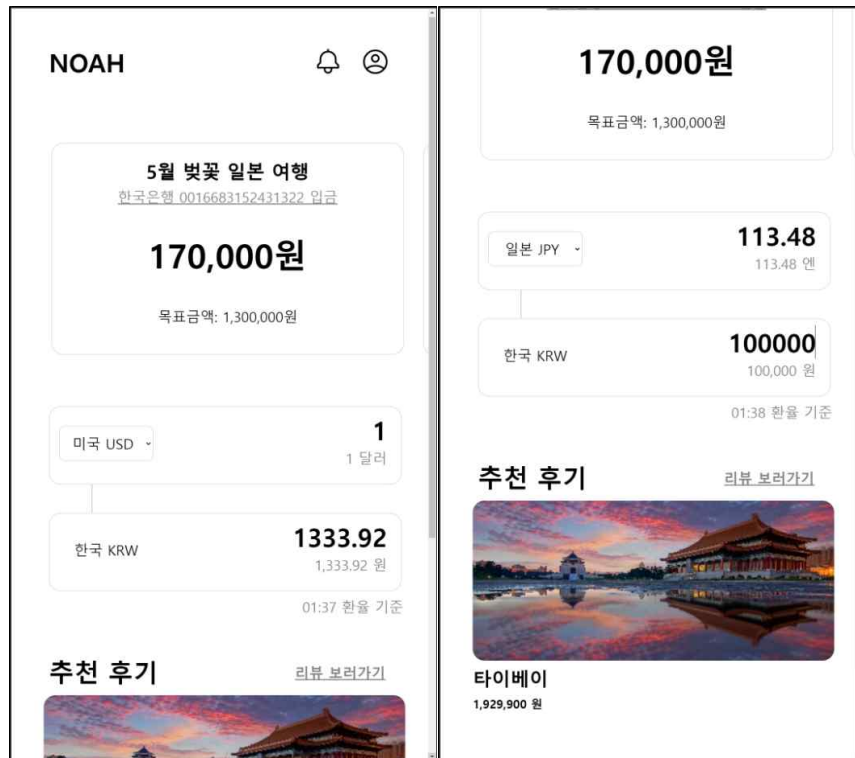 NOAH
5월 벚꽃 일본 여행
한국은행 0016683152431322 입금
170,000원
목표금액: 1,300,000원
미국 USD
1
1 달러
한국 KRW
1333.92
1,333.92 원
01:37 환율 기준
추천 후기
리뷰 보러가기
170,000원
목표금액: 1,300,000원
일본 JPY
113.48
113.48 엔
한국 KRW
100000
100,000 원
01:38 환율 기준
추천 후기
리뷰 보러가기
타이베이
1,929,900 원